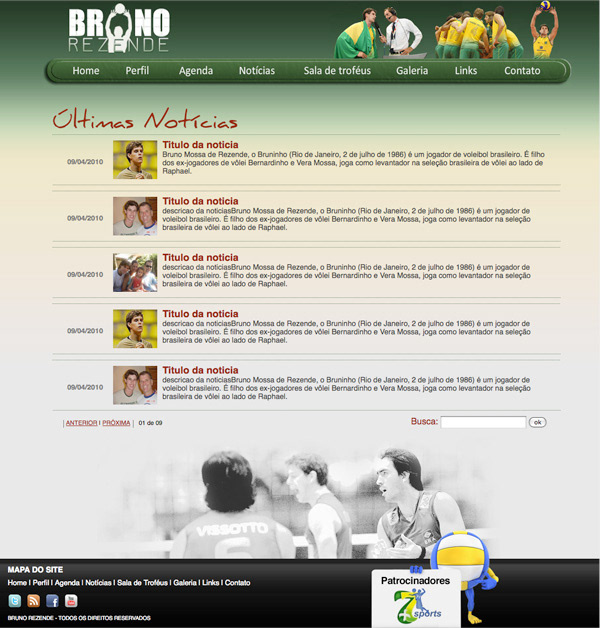 BRUNO
REZENDE
Home Perfil Agenda Notícias Sala de troféus Galeria Links Contato
Últimas Notícias
Titulo da noticia
09/04/2010
Bruno Mossa de Rezende, o Bruninho (Rio de Janeiro, 2 de julho de 1986) é um jogador de voleibol brasileiro. É filho
dos ex-jogadores de vôlei Bernardinho e Vera Mossa, joga como levantador na seleção brasileira de vôlei ao lado de
Raphael.
Titulo da noticia
09/04/2010
descricao da noticiasBruno Mossa de Rezende, o Bruninho (Rio de Janeiro, 2 de julho de 1986) é um jogador de
voleibol brasileiro. É filho dos ex-jogadores de vôlei Bernardinho e Vera Mossa, joga como levantador na seleção
brasileira de vôlei ao lado de Raphael.
Titulo da noticia
09/04/2010
descricao da noticiasBruno Mossa de Rezende, o Bruninho (Rio de Janeiro, 2 de julho de 1986) é um jogador de
voleibol brasileiro. É filho dos ex-jogadores de vôlei Bernardinho e Vera Mossa, joga como levantador na seleção
brasileira de vôlei ao lado de Raphael.
Titulo da noticia
09/04/2010
descricao da noticiasBruno Mossa de Rezende, o Bruninho (Rio de Janeiro, 2 de julho de 1986) é um jogador de
voleibol brasileiro. É filho dos ex-jogadores de vôlei Bernardinho e Vera Mossa, joga como levantador na seleção
brasileira de vôlei ao lado de Raphael.
Titulo da noticia
09/04/2010
descricao da noticiasBruno Mossa de Rezende, o Bruninho (Rio de Janeiro, 2 de julho de 1986) é um jogador de
voleibol brasileiro. É filho dos ex-jogadores de vôlei Bernardinho e Vera Mossa, joga como levantador na seleção
brasileira de vôlei ao lado de Raphael.
| ANTERIOR I PRÓXIMA | 01 de 09
Busca: ok
VISSOTTO
6
MAPA DO SITE
Home I Perfil I Agenda I Notícias I Sala de Troféus I Galeria I Links I Contato
BRUNO REZENDE - TODOS OS DIREITOS RESERVADOS
Patrocinadores
7
sports